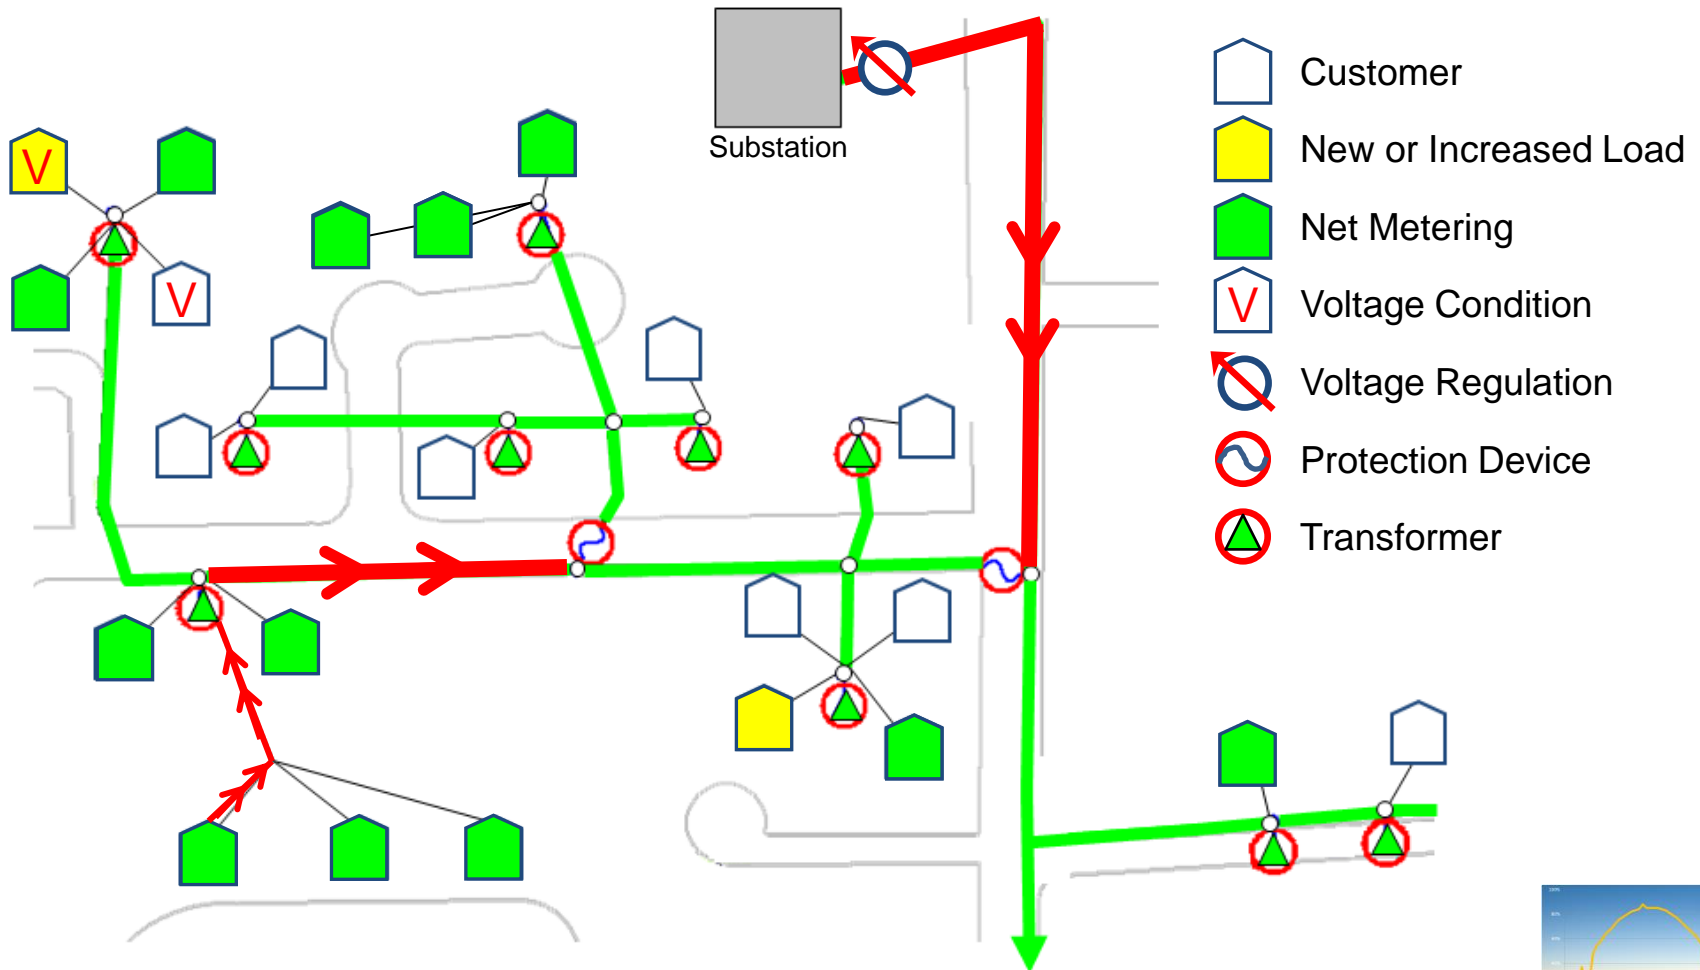 Substation
Customer
New or Increased Load
Net Metering
V
Voltage Condition
Voltage Regulation
Protection Device
Transformer
V
V